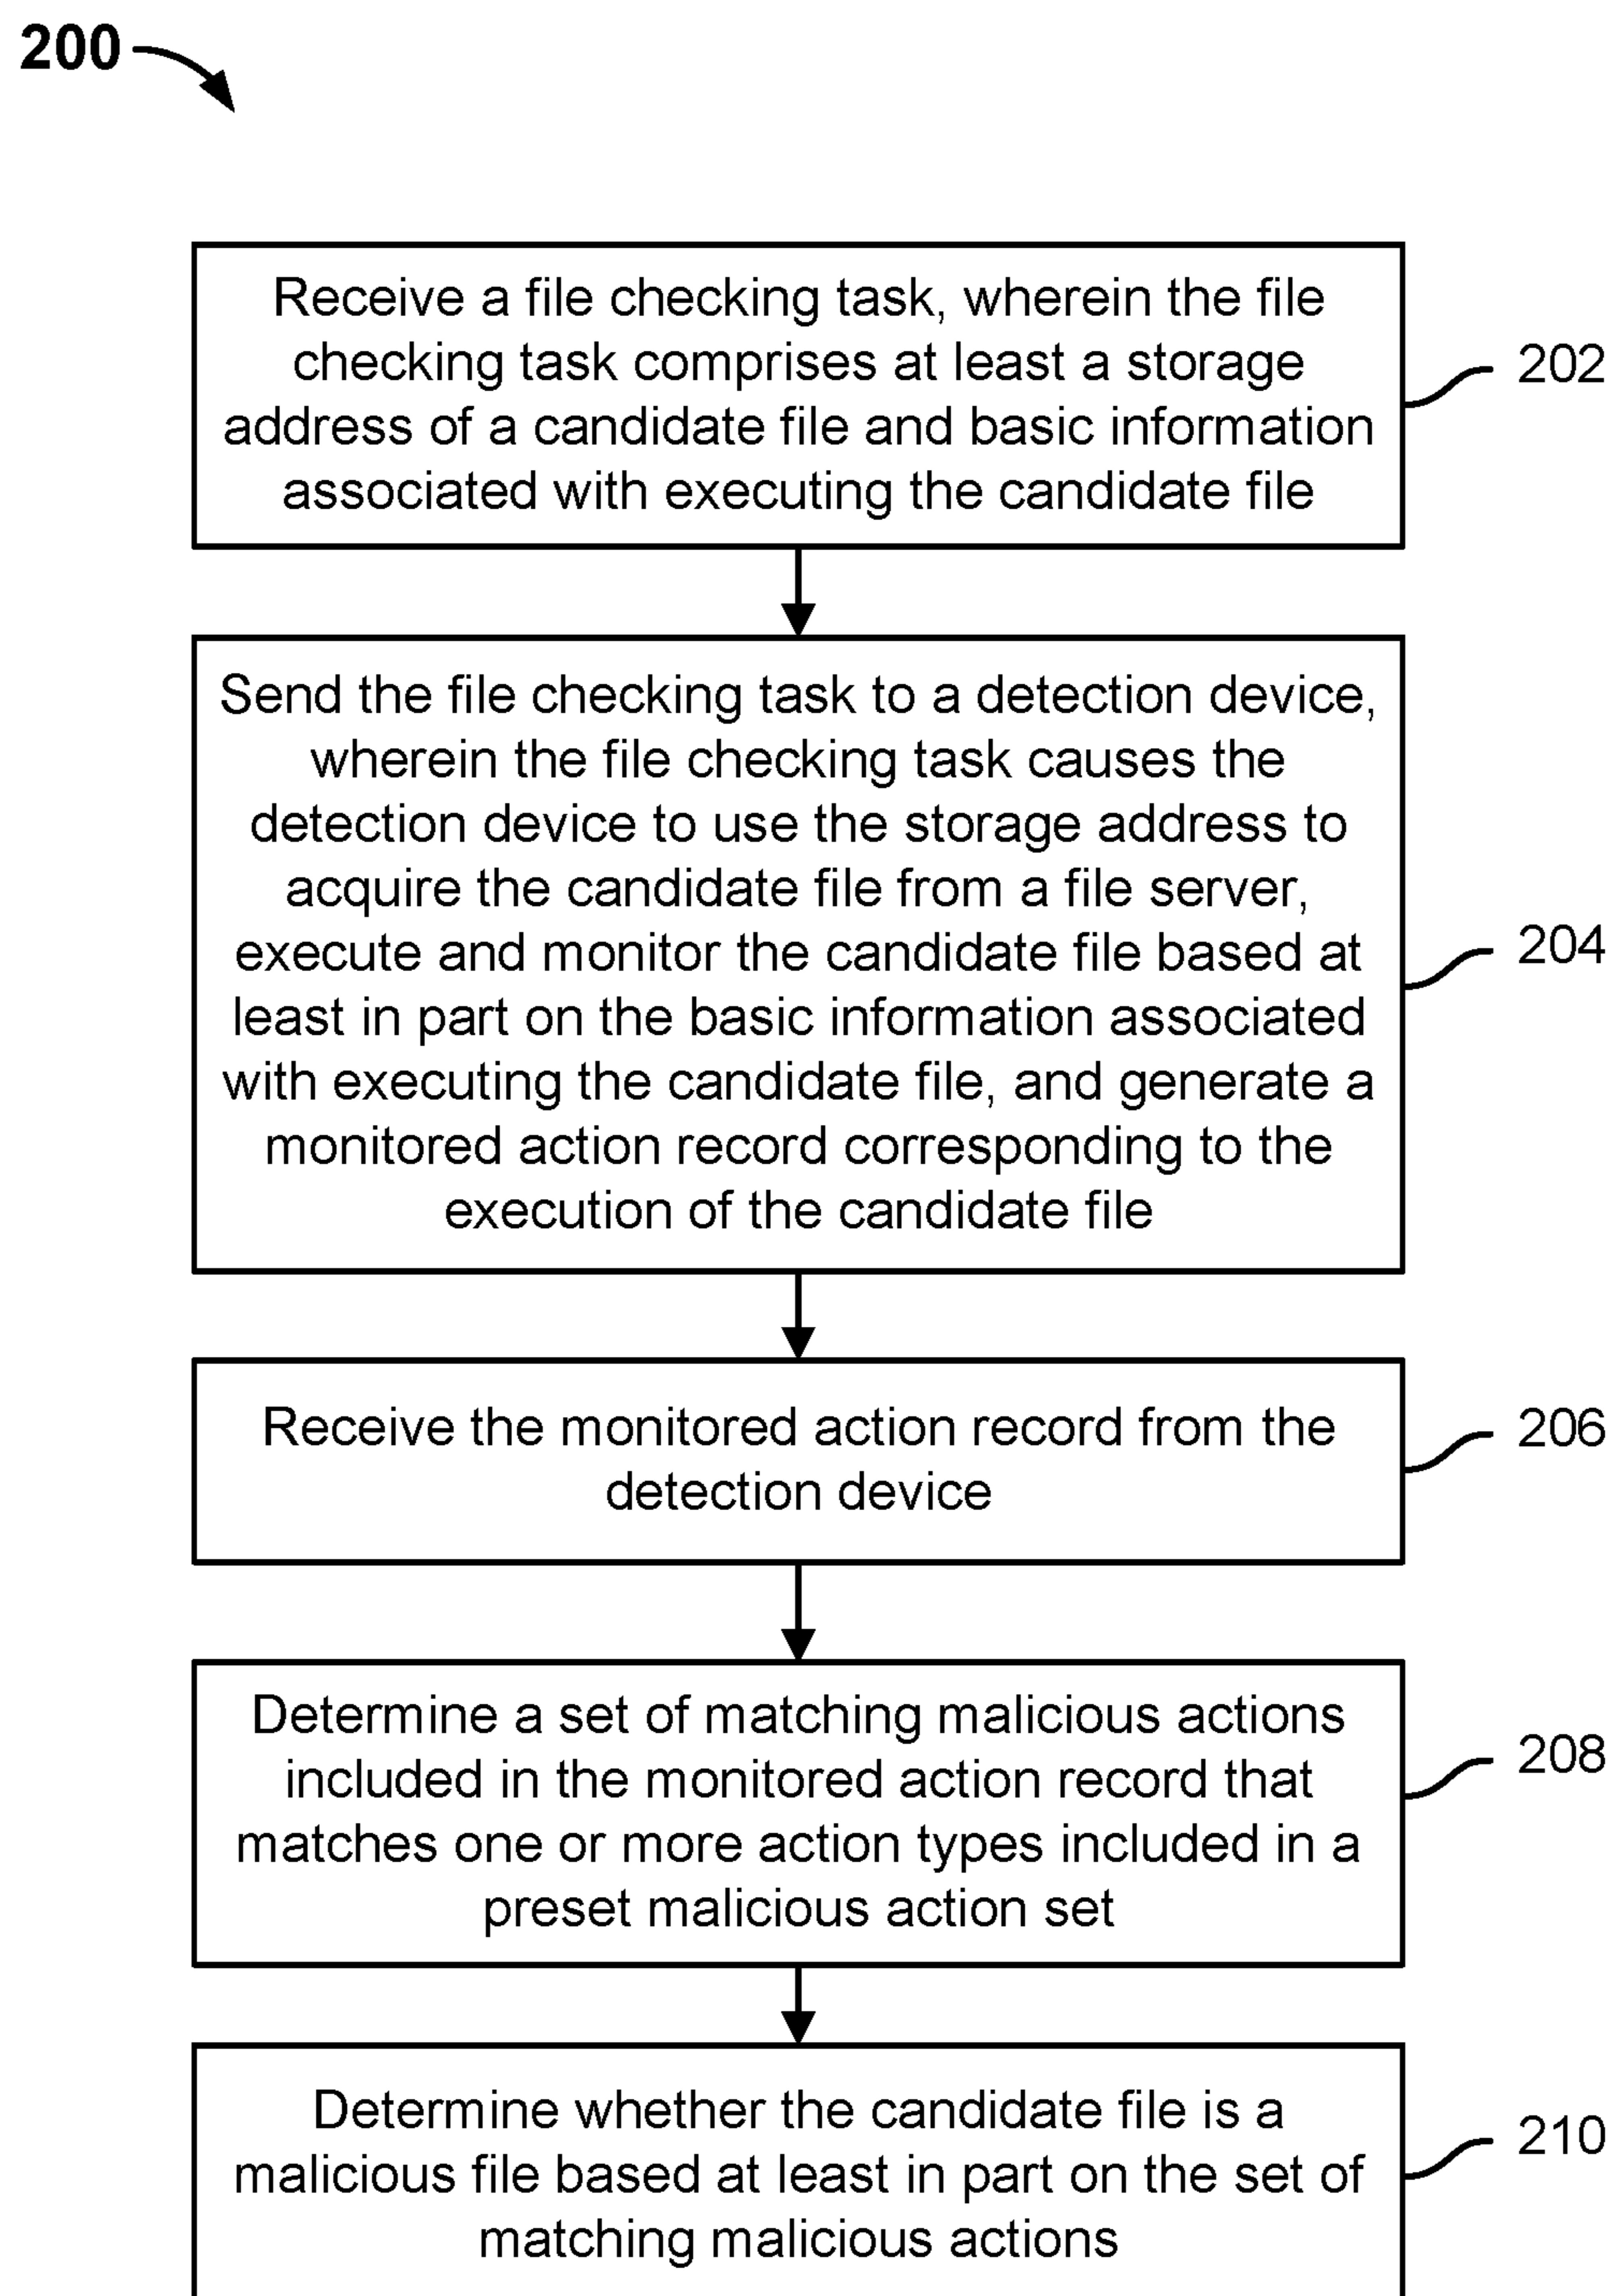 200
Receive a file checking task, wherein the file
checking task comprises at least a storage
address of a candidate file and basic information
associated with executing the candidate file
202
Send the file checking task to a detection device,
wherein the file checking task causes the
detection device to use the storage address to
acquire the candidate file from a file server,
execute and monitor the candidate file based at
least in part on the basic information associated
with executing the candidate file, and generate a
monitored action record corresponding to the
execution of the candidate file
204
Receive the monitored action record from the
detection device
206
Determine a set of matching malicious actions
included in the monitored action record that
matches one or more action types included in a
preset malicious action set
208
Determine whether the candidate file is a
malicious file based at least in part on the set of
matching malicious actions
210